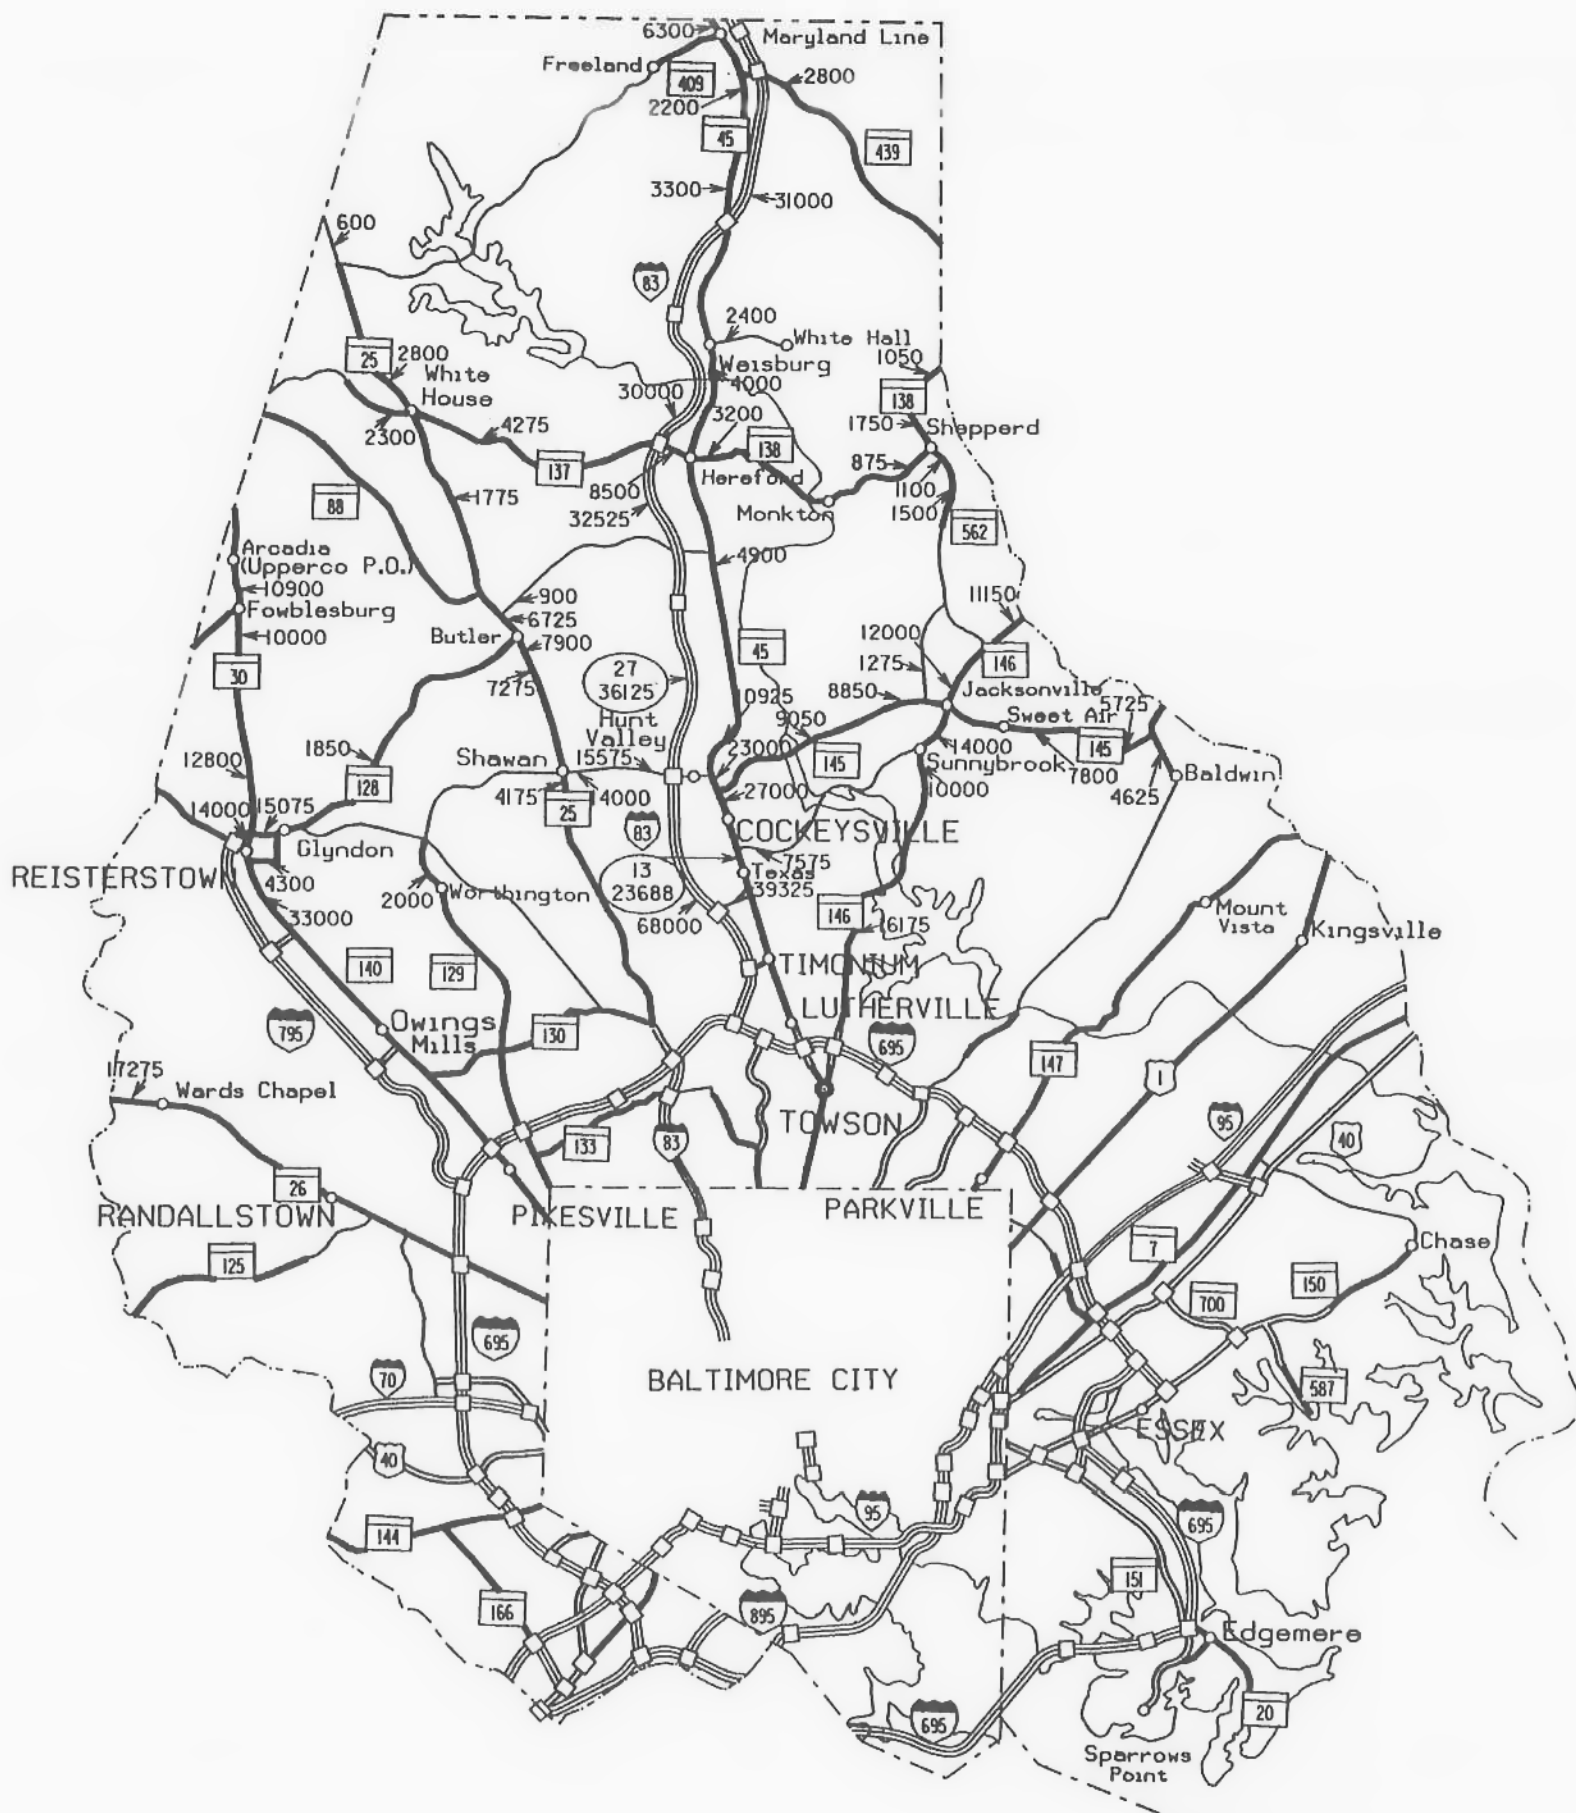 6300
Maryland Line
Freeland
409
2800
2200
45
439
3300
31000
600
83
2400
White Hall
25
2800
White
House
Weisburg
4000
1050
30000
138
3200
1750
Shepperd
2300
4275
138
137
875
8500
Hereford
1100
88
1775
32525
Monkton
1500
562
Arcadia
(Upperco P.O.)
4900
10900
900
11150
Fowblesburg
6725
10000
Butler
7900
12000
45
146
30
27
36125
1275
7275
10925
8850
Jacksonville
5725
Hunt
Valley
9050
Sweet Air
1850
23000
12800
Shawan
15575
14000
145
145
Sunnybrook
7800
Baldwin
128
4175
14000
27000
10000
4625
14000
15075
25
83
COCKEYSVILLE
Glyndon
7575
REISTERSTOWN
4300
13
23688
Texas
39325
2000
Worthington
33000
68000
146
16175
Mount
Vista
Kingsville
140
129
TIMONIUM
LUTHERVILLE
795
Owings
Mills
130
695
147
1
17275
Wards Chapel
95
40
TOWSON
133
83
26
RANDALLSTOWN
PIKESVILLE
PARKVILLE
125
7
Chase
150
700
695
70
BALTIMORE CITY
587
40
ESSEX
95
695
144
151
166
895
Edgemere
695
20
Sparrows
Point